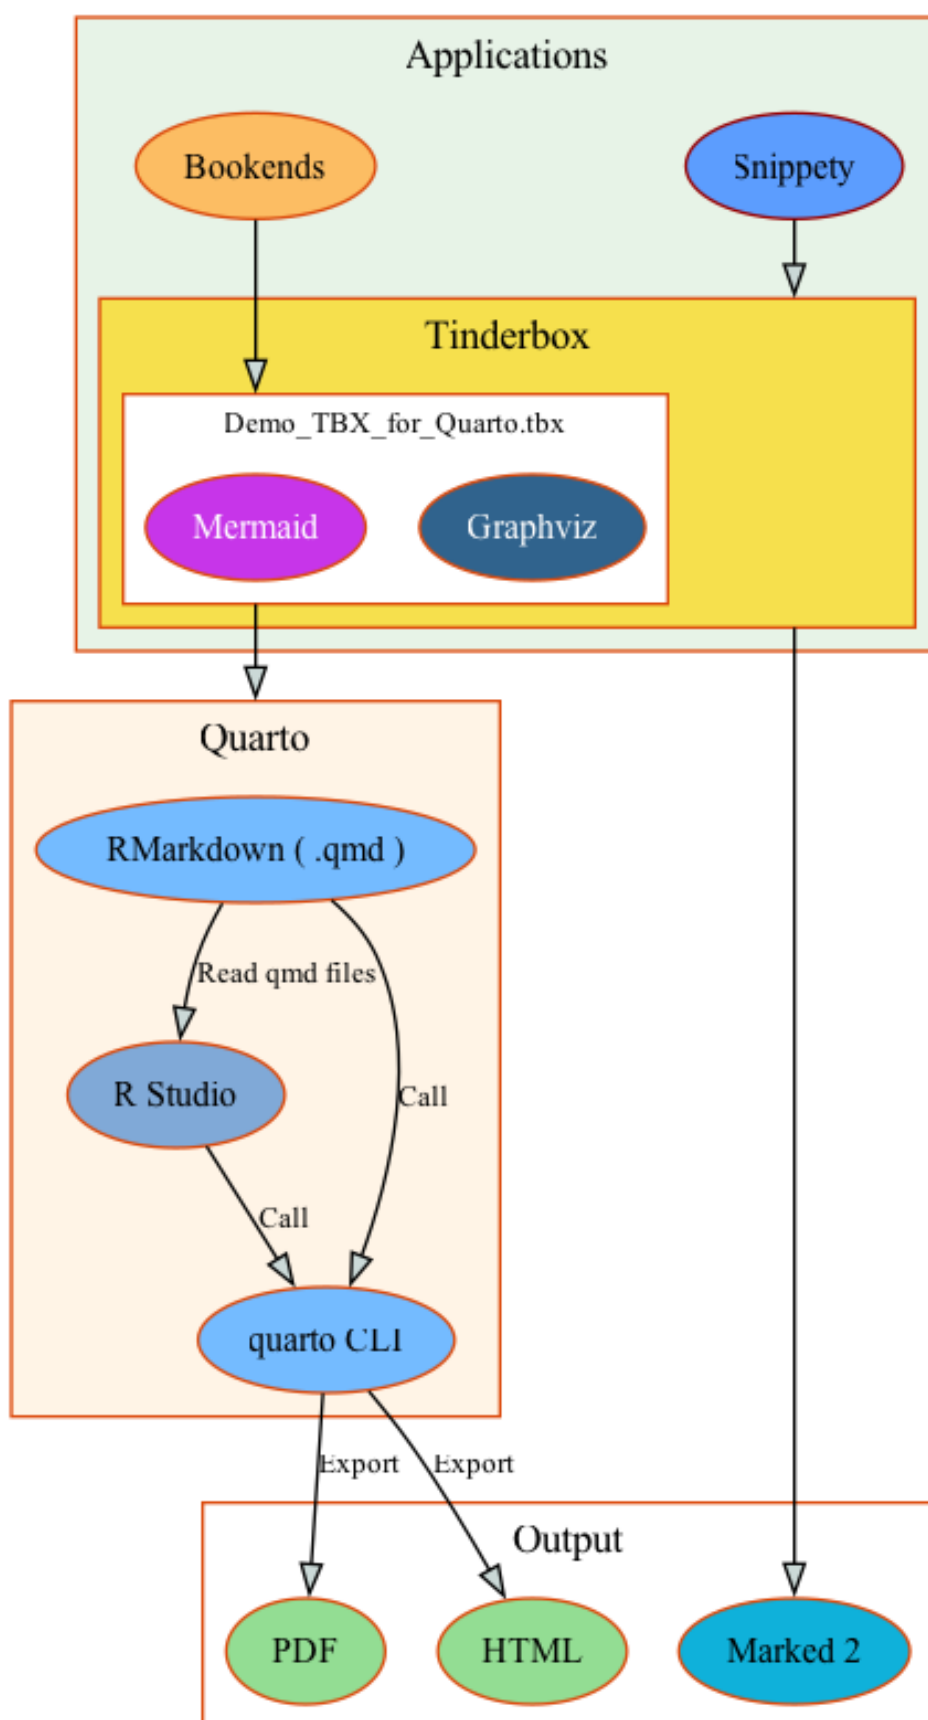 Applications
Bookends
Snippety
Tinderbox
Demo_TBX_for_Quarto.tbx
Mermaid
Graphviz
Quarto
RMarkdown ( .qmd )
Read qmd files
R Studio
Call
Call
quarto CLI
Export
Export
Output
PDF
HTML
Marked 2